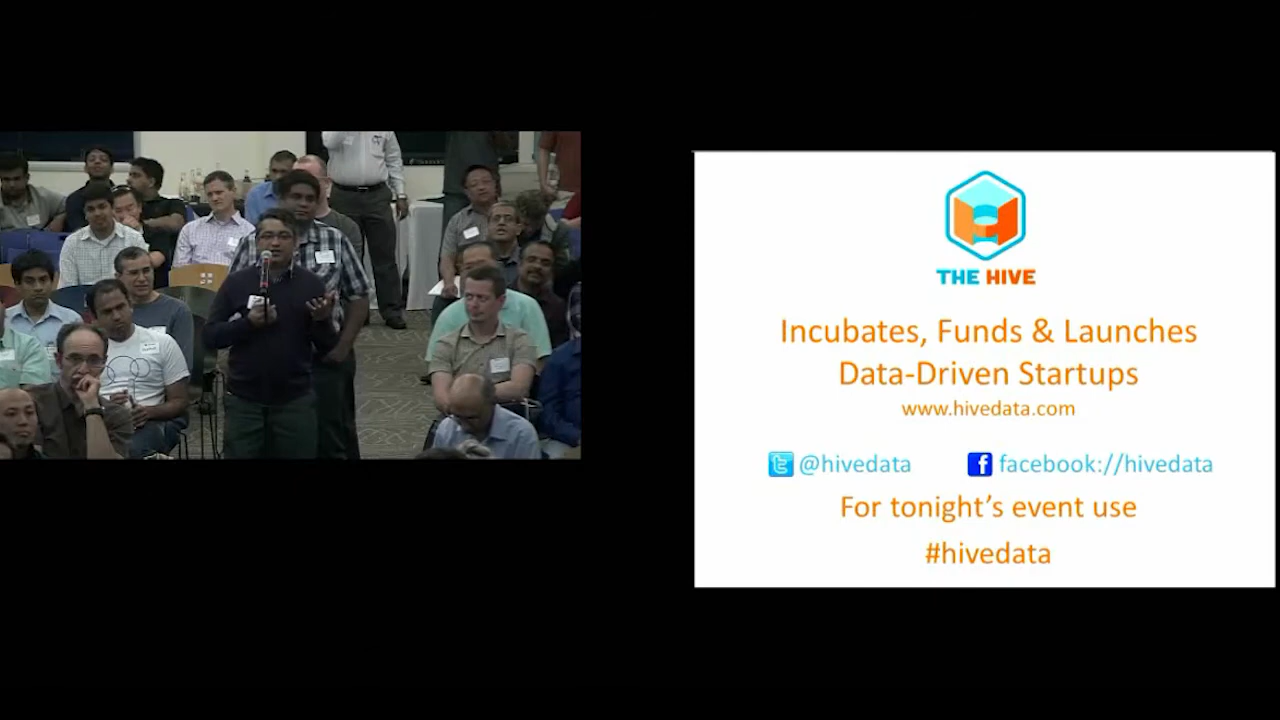 THE HIVE
Incubates, Funds & Launches
Data-Driven Startups
www.hivedata.com
@hivedata
facebook://hivedata
For tonight's event use
#hivedata